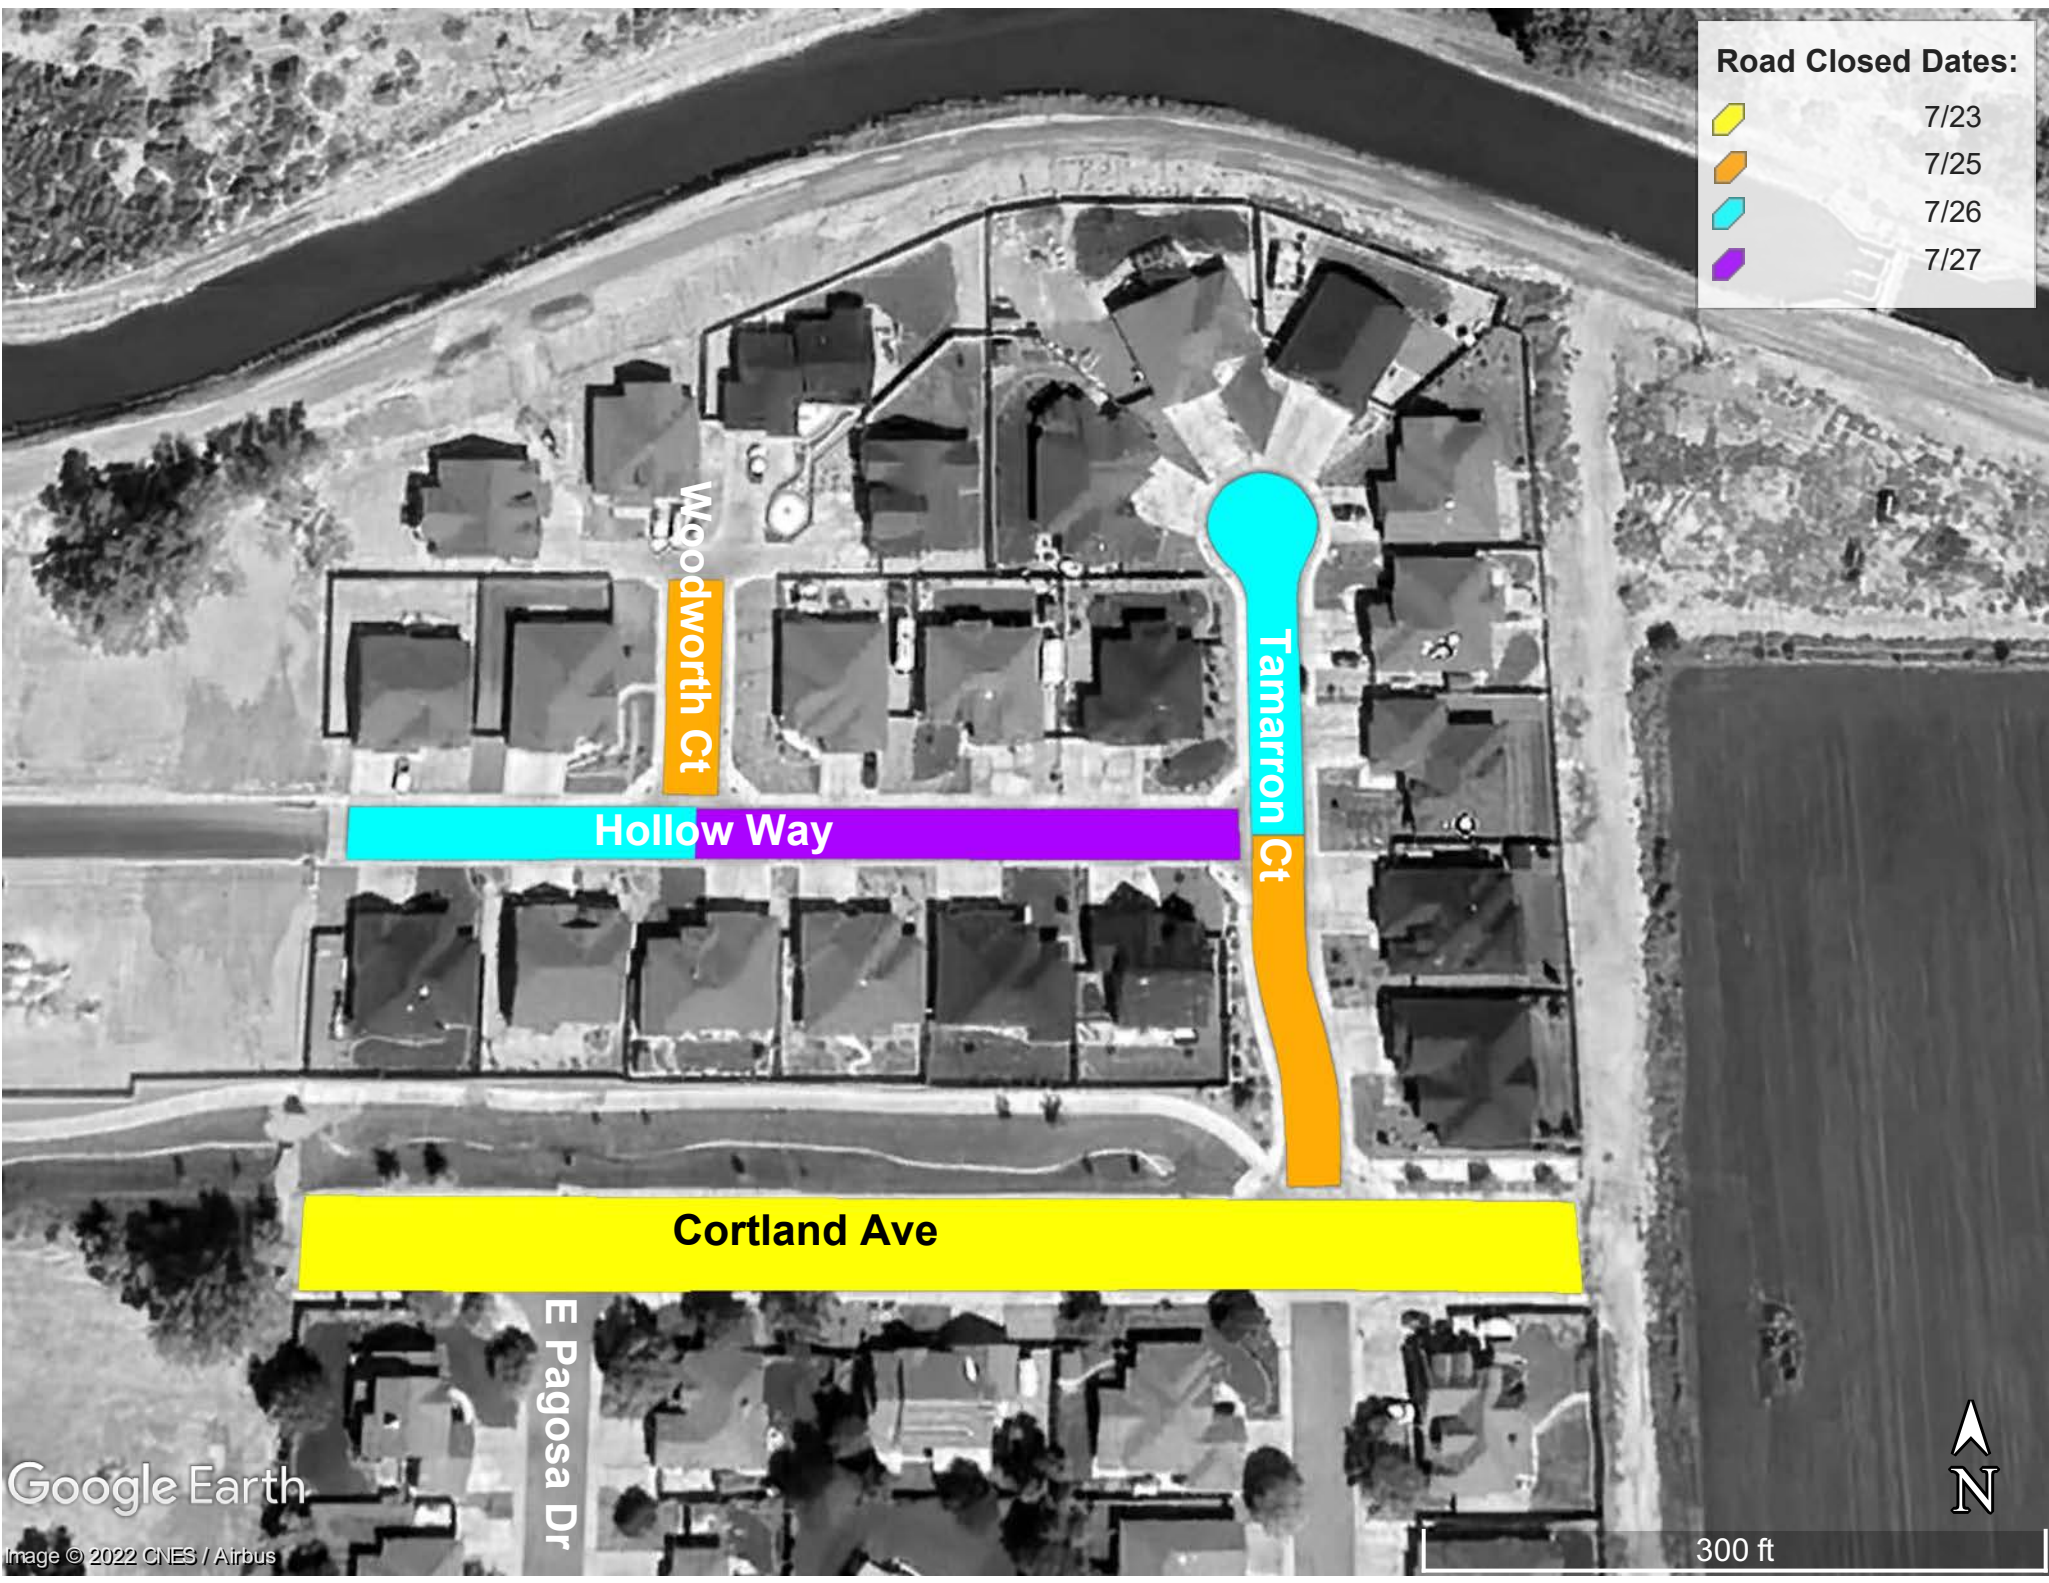 Road Closed Dates:
7/23
7/25
7/26
7/27
Woodworth Ct
Tamarron Ct
Hollow Way
Cortland Ave
E Pagosa Dr
Google Earth
Image © 2022 CNES / Airbus
N
300 ft